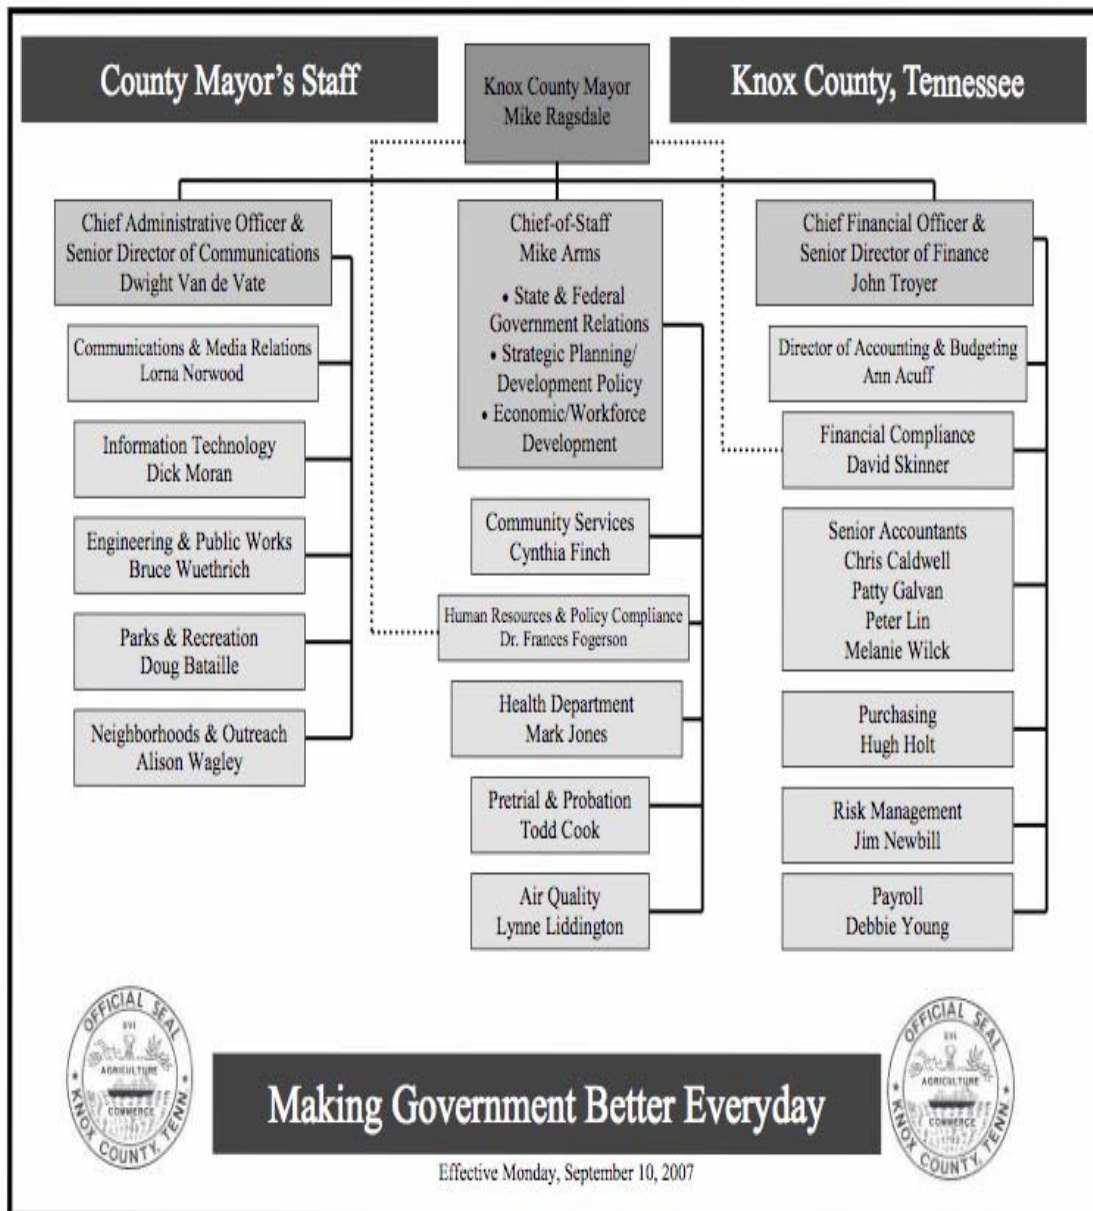 County Mayor's Staff
Knox County Mayor
Mike Ragsdale
Knox County, Tennessee
Chief Administrative Officer &
Senior Director of Communications
Dwight Van de Vate
Communications & Media Relations
Lorna Norwood
Information Technology
Dick Moran
Engineering & Public Works
Bruce Wuethrich
Parks & Recreation
Doug Bataille
Neighborhoods & Outreach
Alison Wagley
Chief-of-Staff
Mike Arms
• State & Federal
Government Relations
• Strategic Planning/
Development Policy
• Economic/Workforce
Development
Community Services
Cynthia Finch
Human Resources & Policy Compliance
Dr. Frances Fogerson
Health Department
Mark Jones
Pretrial & Probation
Todd Cook
Air Quality
Lynne Liddington
Chief Financial Officer &
Senior Director of Finance
John Troyer
Director of Accounting & Budgeting
Ann Acuff
Financial Compliance
David Skinner
Senior Accountants
Chris Caldwell
Patty Galvan
Peter Lin
Melanie Wilck
Purchasing
Hugh Holt
Risk Management
Jim Newbill
Payroll
Debbie Young
OFFICIAL SEAL
XVI
AGRICULTURE
COMMERCE
KNOX COUNTY, TENN.
Making Government Better Everyday
OFFICIAL SEAL
XVI
AGRICULTURE
COMMERCE
KNOX COUNTY, TENN.
Effective Monday, September 10, 2007